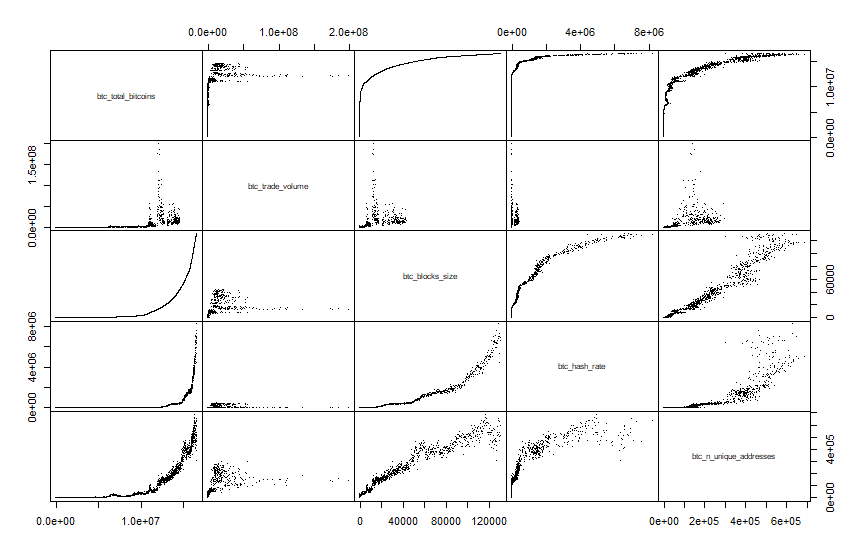 0.0e+00 1.0e+08 2.0e+08 0e+00 4e+06 8e+06
btc_total_bitcoins
0.0e+00 1.0e+07
btc_trade_volume
0.0e+00 1.5e+08
btc_blocks_size
0 60000
btc_hash_rate
0e+00 4e+06 8e+06
btc_n_unique_addresses
0e+00 4e+05
0.0e+00 1.0e+07 0 40000 80000 120000 0e+00 2e+05 4e+05 6e+05